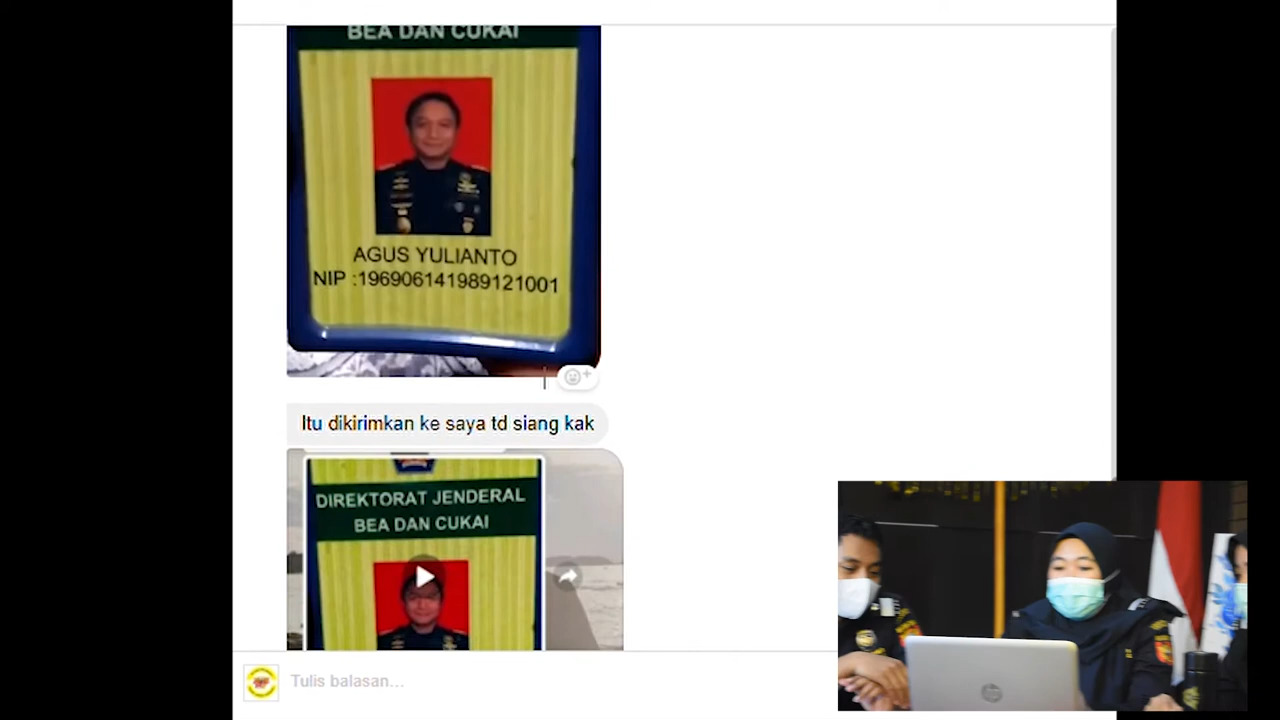 BEA DAN CUKAI
AGUS YULIANTO
NIP :196906141989121001
Itu dikirimkan ke saya td siang kak
DIREKTORAT JENDERAL
BEA DAN CUKAI
Tulis balasan...